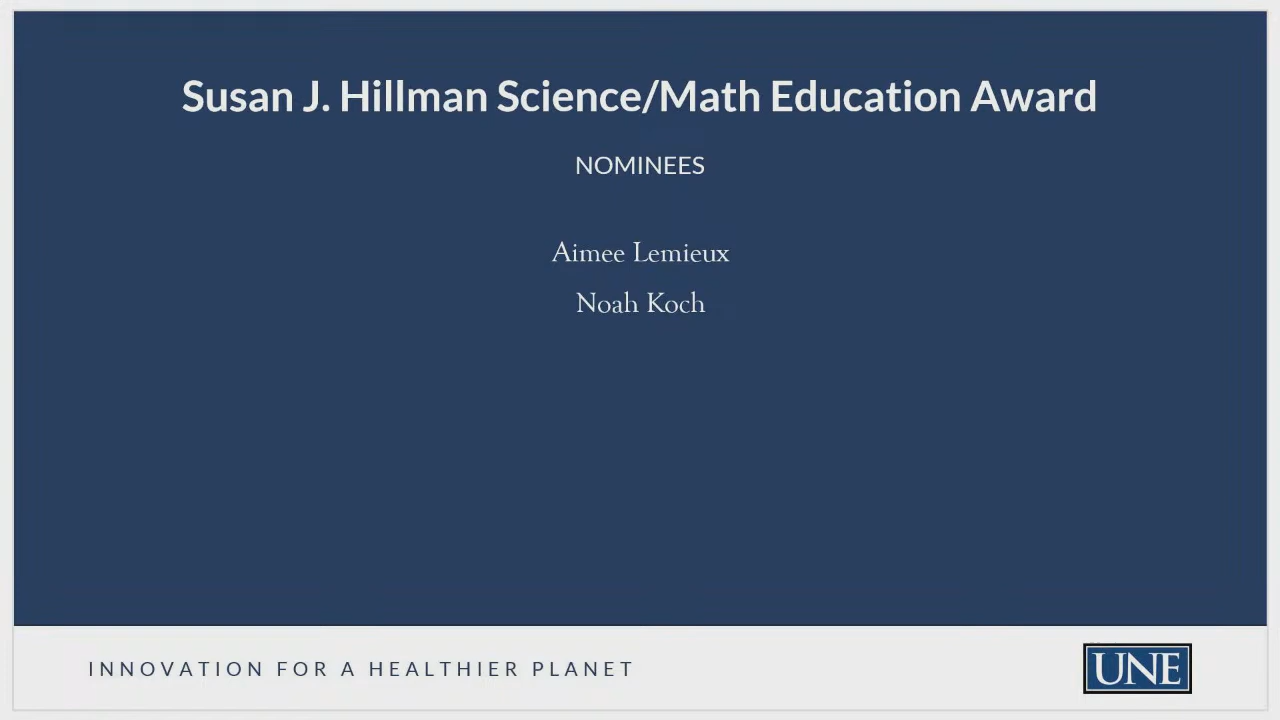 Susan J. Hillman Science/Math Education Award
NOMINEES
Aimee Lemieux
Noah Koch
INNOVATION FOR A HEALTHIER PLANET
UNE